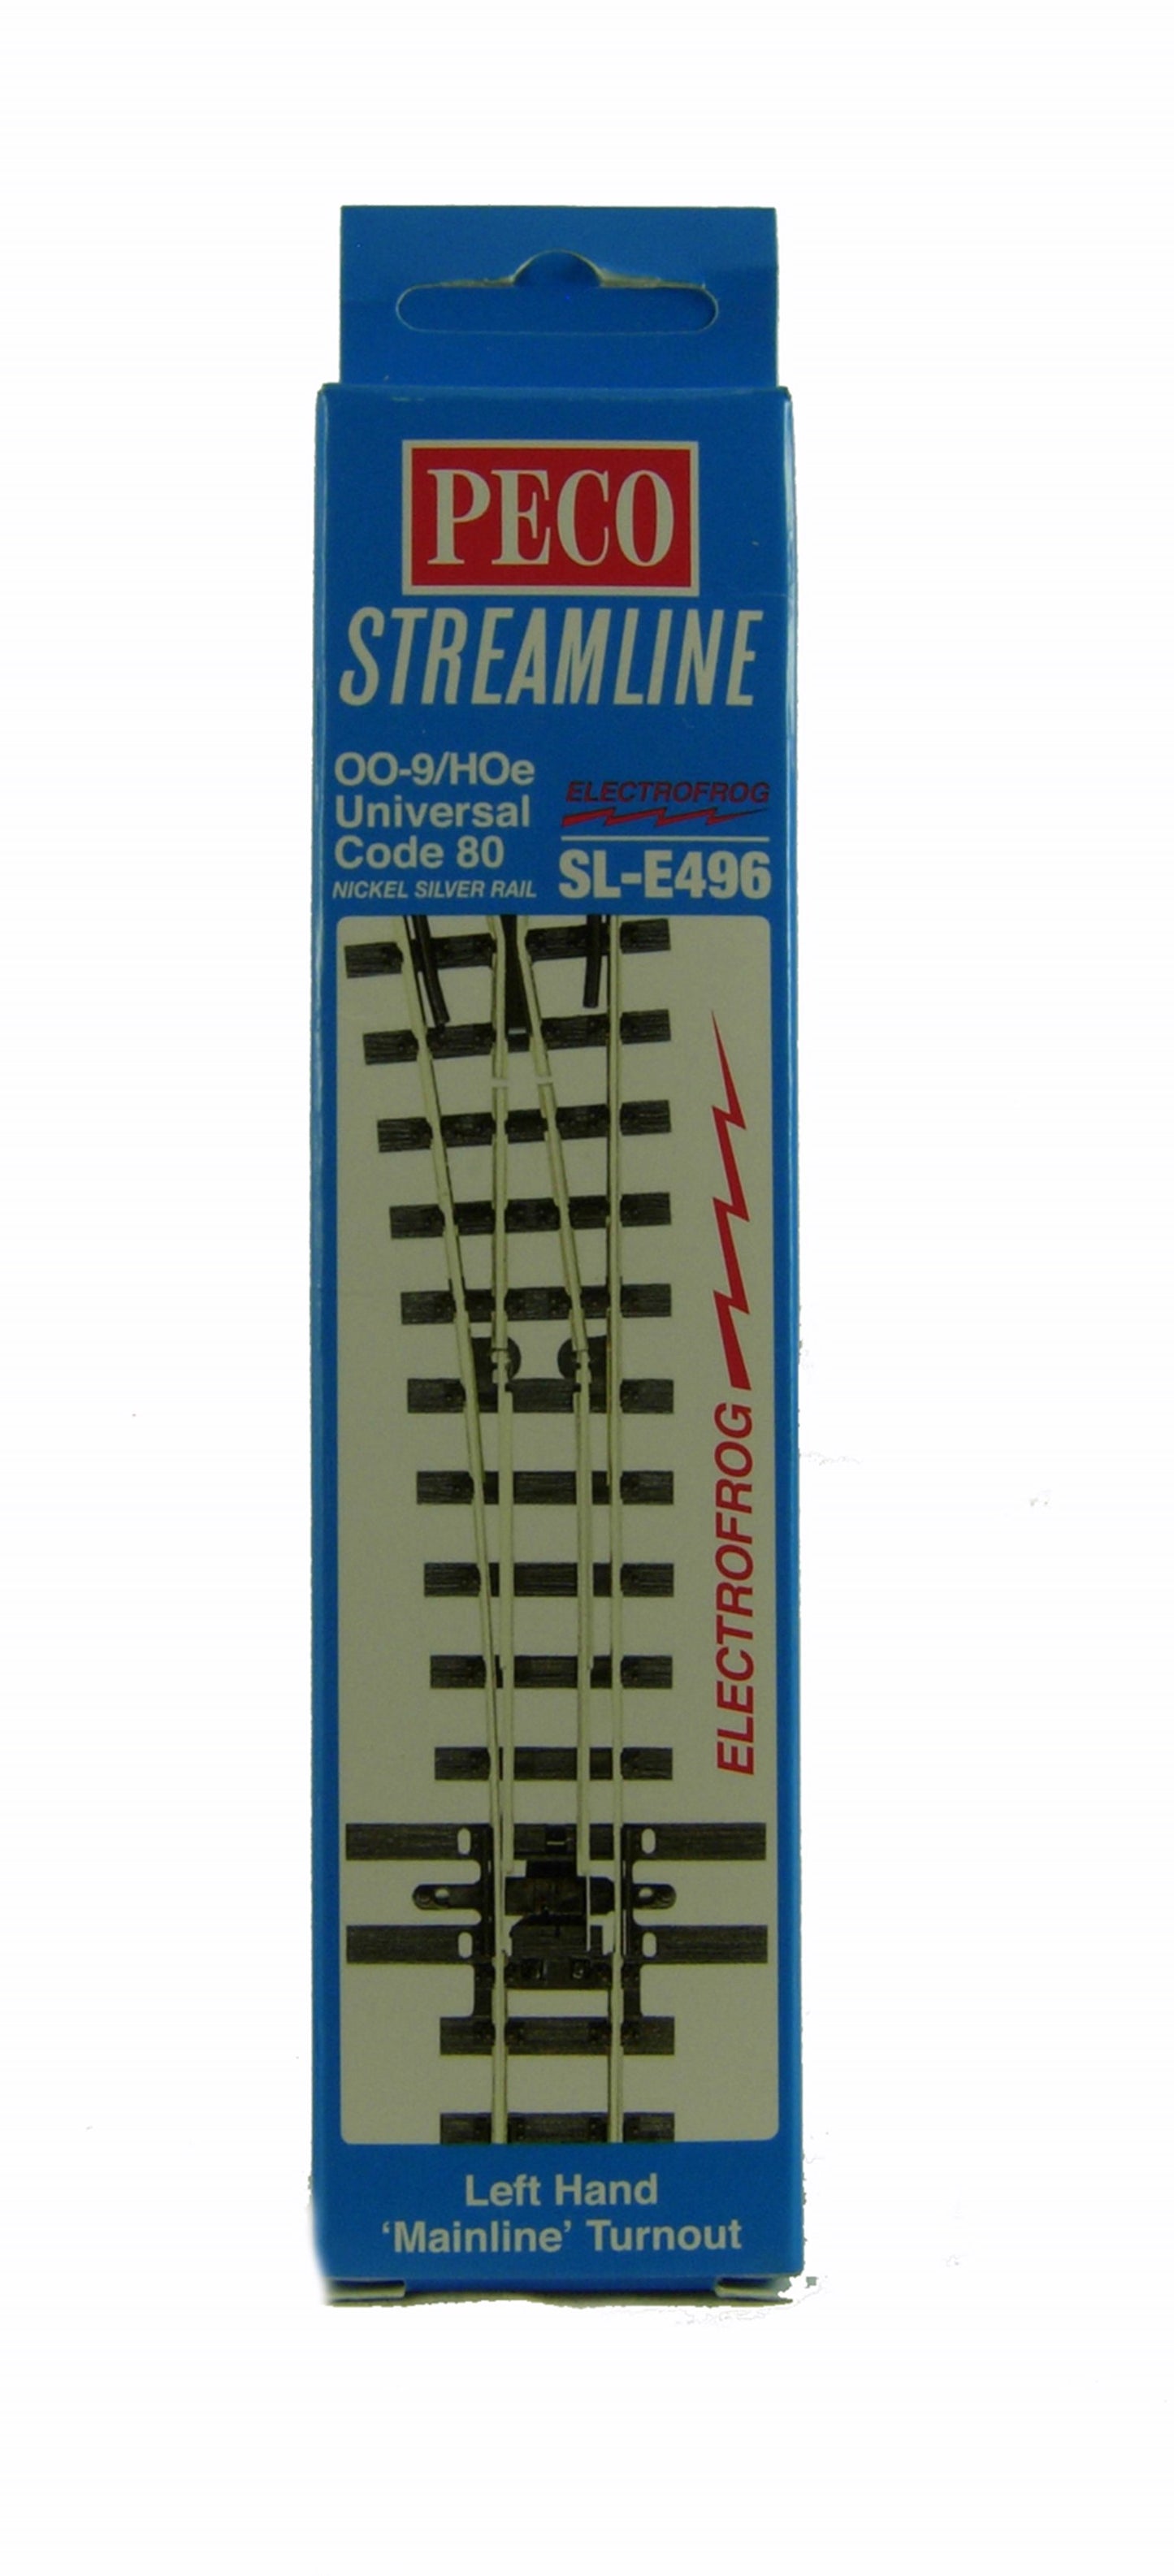 PECO
STREAMLINE
OO-9/HOe
Universal
Code 80
NICKEL SILVER RAIL
ELECTROFROG
SL-E496
ELECTROFROG
Left Hand
‘Mainline’ Turnout